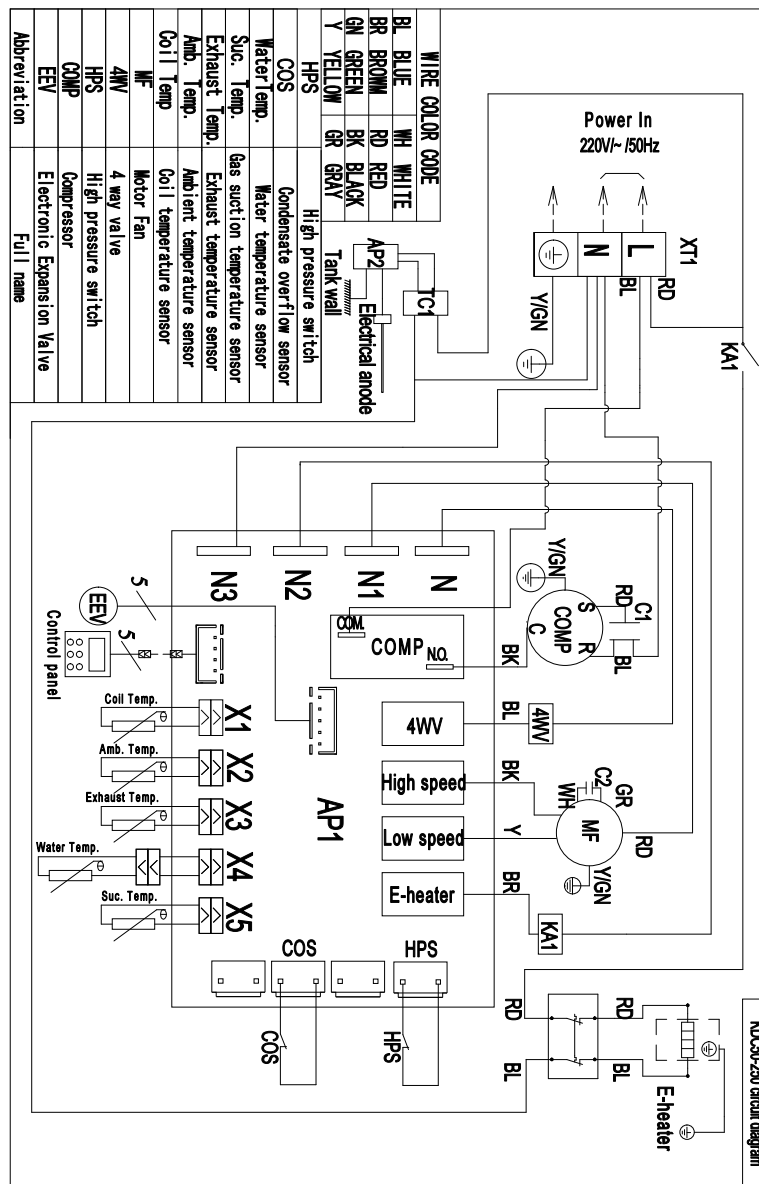 KDC50-250 circuit diagram
WIRE COLOR CODE
BL BLUE WH WHITE
BR BROWN RD RED
GN GREEN BK BLACK
Y YELLOW GR GRAY
HPS High pressure switch
COS Condensate overflow sensor
WaterTemp. Water temperature sensor
Suc. Temp. Gas suction temperature sensor
Exhaust Temp. Exhaust temperature sensor
Amb. Temp. Ambient temperature sensor
Coil Temp Coil temperature sensor
MF Motor Fan
4WV 4 way valve
HPS High pressure switch
COMP Compressor
EEV Electronic Expansion Valve
Abbreviation Full name
Power In
220V/~ /50Hz
XT1
L
N
RD
BL
Y/GN
KA1
AP2
TC1
Tank wall
Electrical anode
N3
N2
N1
N
Y/GN
COMP
S
R
C
RD
C1
BL
BK
COM.
COMP
N.O.
4WV
BL
4WV
High speed
BK
Low speed
Y
E-heater
BR
KA1
C2
GR
WH
MF
RD
Y/GN
AP1
5
EEV
5
Control panel
Coil Temp.
X1
Amb. Temp.
X2
Exhaust Temp.
X3
Water Temp.
X4
Suc. Temp.
X5
COS
HPS
COS
HPS
RD
BL
RD
BL
E-heater